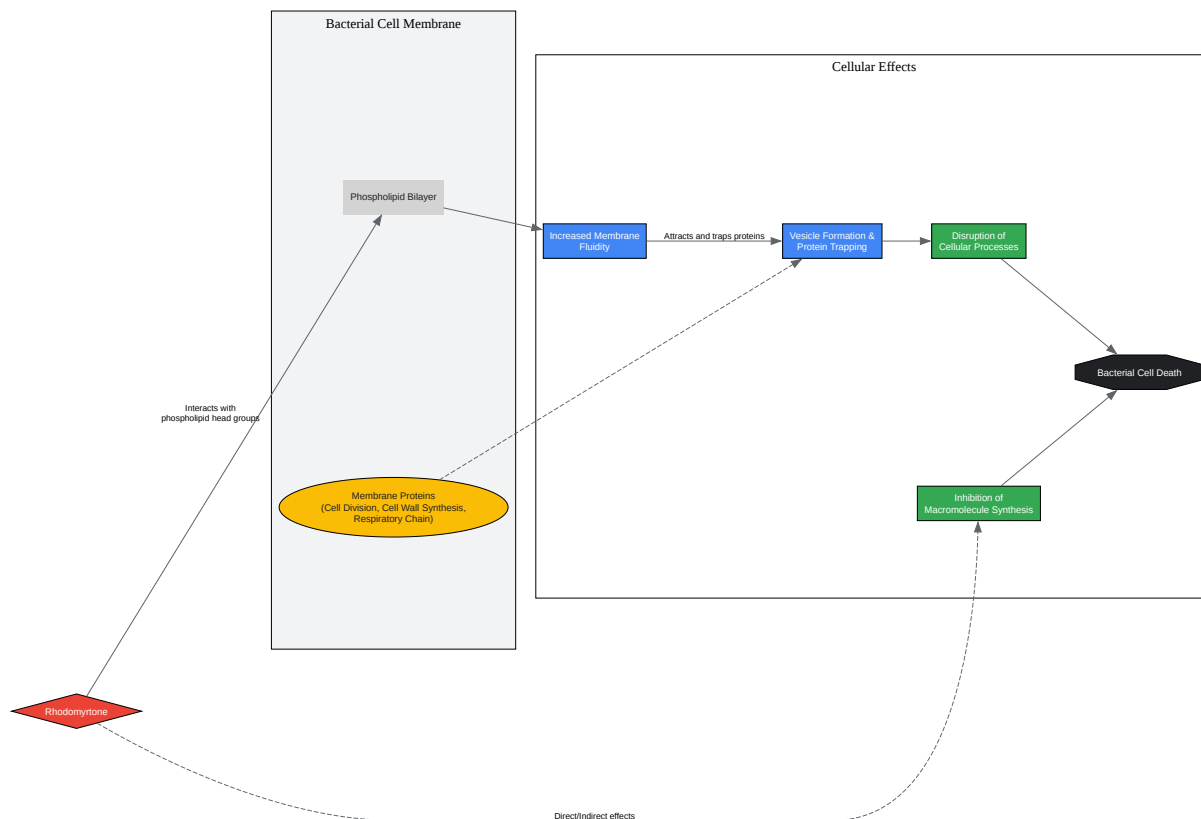 Bacterial Cell Membrane
Cellular Effects
Phospholipid Bilayer
Increased Membrane
Fluidity
Attracts and traps proteins
Vesicle Formation &
Protein Trapping
Disruption of
Cellular Processes
Bacterial Cell Death
Interacts with
phospholipid head groups
Membrane Proteins
(Cell Division, Cell Wall Synthesis,
Respiratory Chain)
Inhibition of
Macromolecule Synthesis
Rhodomyrtone
Direct/Indirect effects